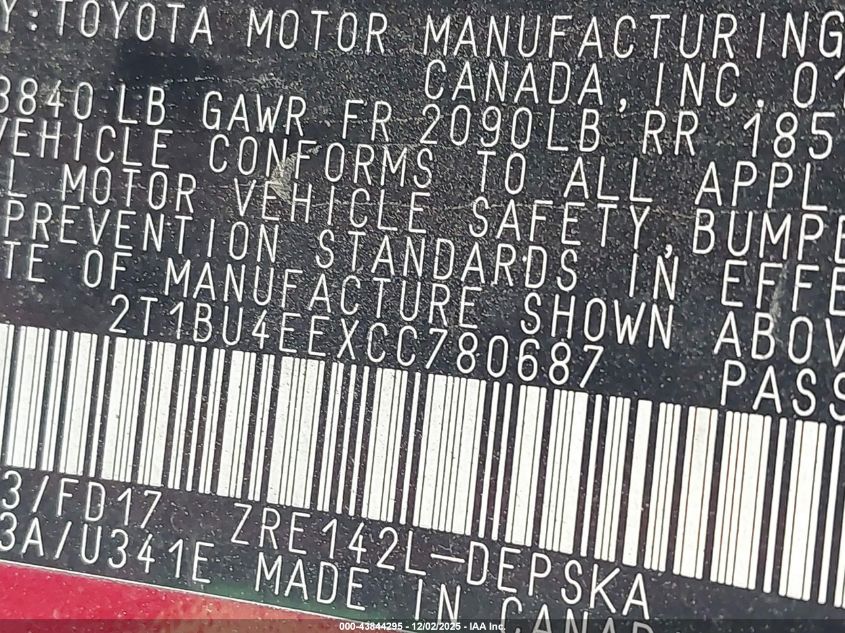 Y:TOYOTA MOTOR MANUFACTURING
CANADA, INC. 01
3840 LB GAWR FR 2090LB RR 185
VEHICLE CONFORMS TO ALL APPL
L MOTOR VEHICLE SAFETY, BUMPE
PREVENTION STANDARDS IN EFFE
TE OF MANUFACTURE SHOWN ABOV
2T1BU4EEXCC780687 PASS
3/FD17 ZRE142L-DEPSKA
3A/U341E MADE IN CANAD
000-43844295 - 12/02/2025 - IAA Inc.